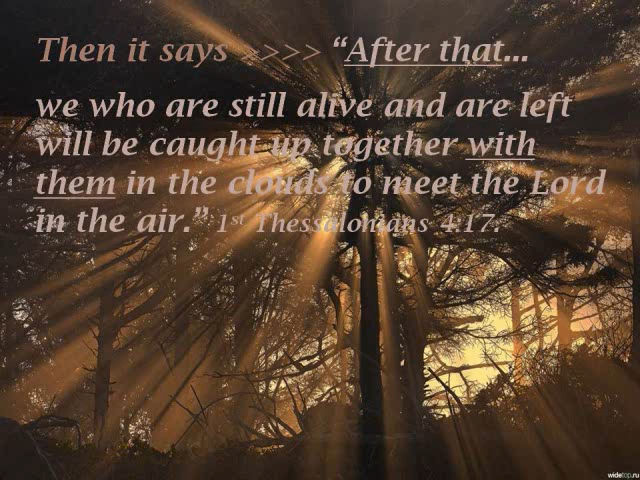 Then it says >>>> “After that...
we who are still alive and are left
will be caught up together with
them in the clouds to meet the Lord
in the air.” 1st Thessalonians 4:17.
widetop.ru